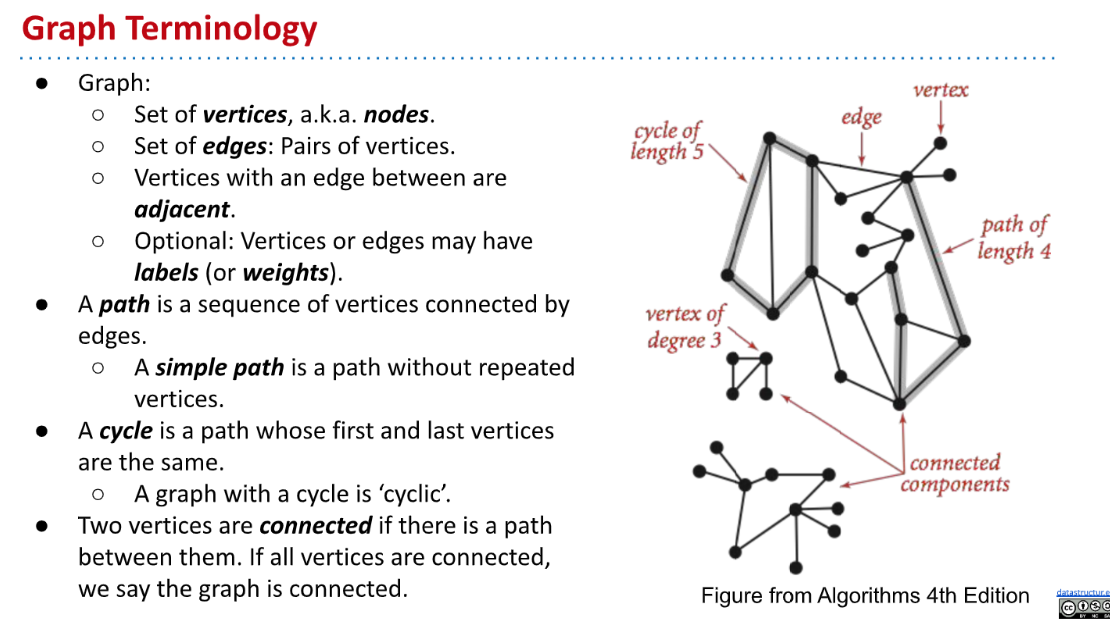 Graph Terminology
● Graph:
○ Set of vertices, a.k.a. nodes.
○ Set of edges: Pairs of vertices.
○ Vertices with an edge between are
adjacent.
○ Optional: Vertices or edges may have
labels (or weights).
● A path is a sequence of vertices connected by
edges.
○ A simple path is a path without repeated
vertices.
● A cycle is a path whose first and last vertices
are the same.
○ A graph with a cycle is ‘cyclic’.
● Two vertices are connected if there is a path
between them. If all vertices are connected,
we say the graph is connected.
vertex
edge
cycle of
length 5
path of
length 4
vertex of
degree 3
connected
components
Figure from Algorithms 4th Edition
datastructur.e